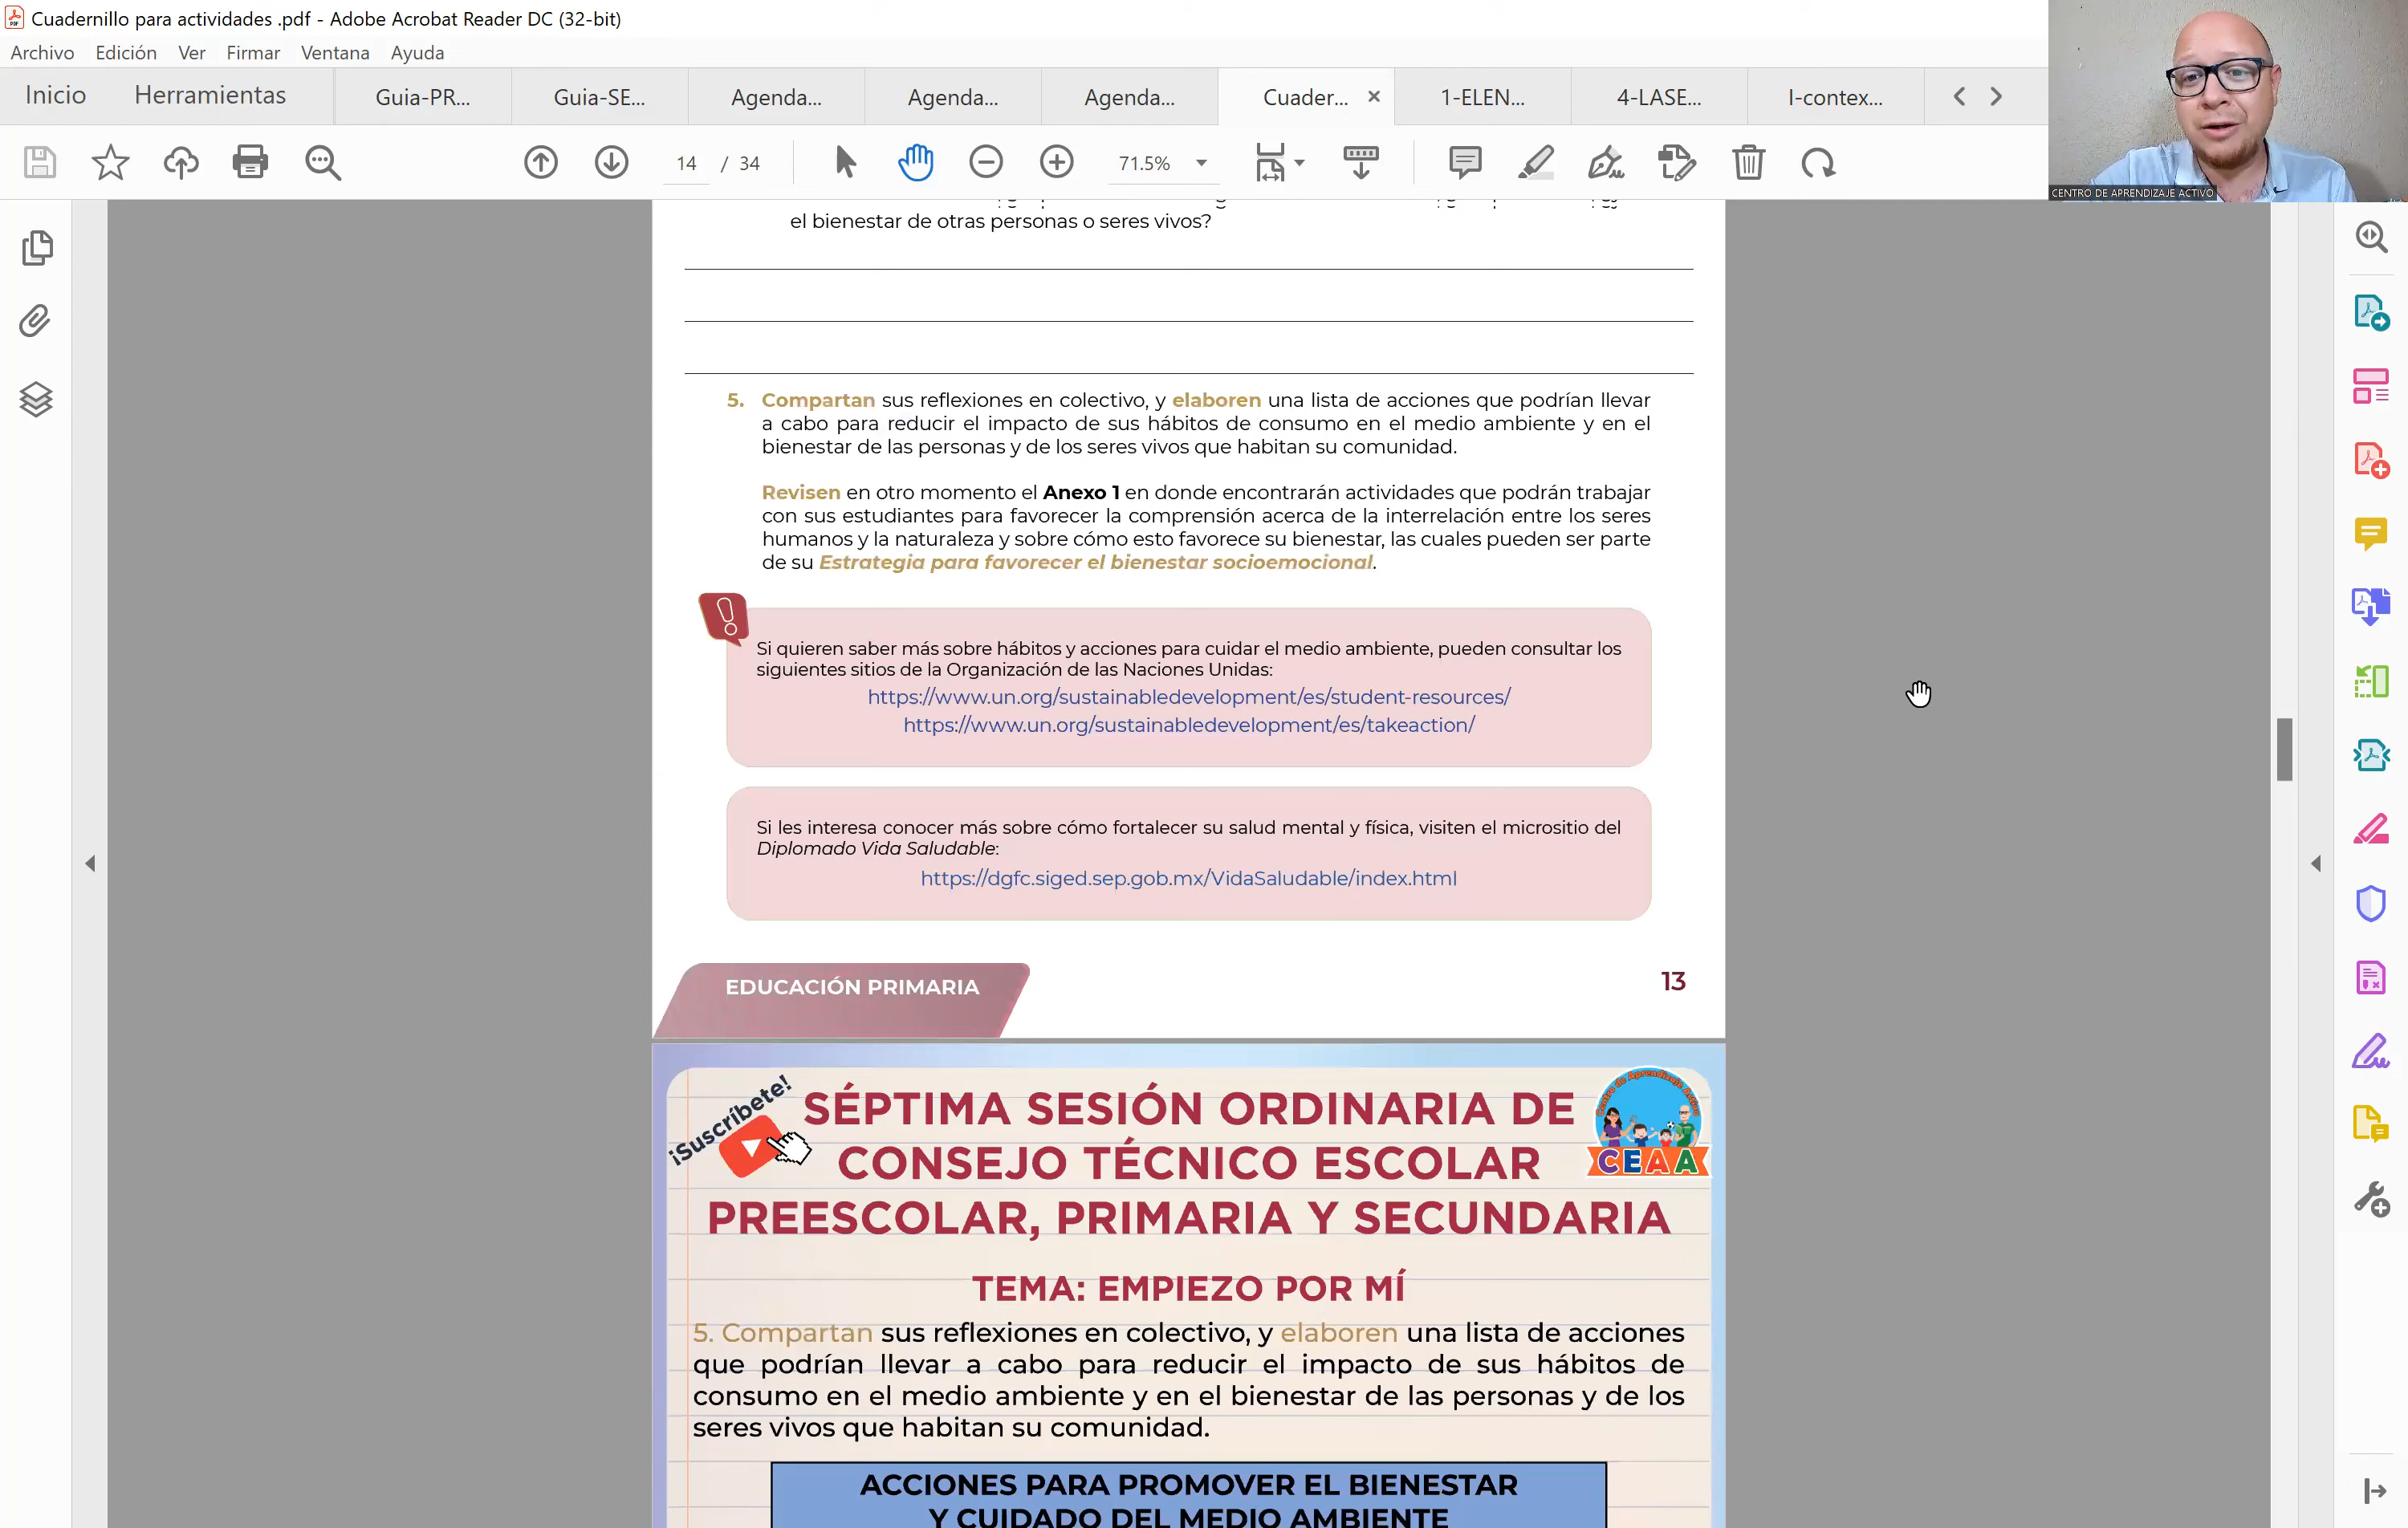 Cuadernillo para actividades .pdf - Adobe Acrobat Reader DC (32-bit)
Archivo Edición Ver Firmar Ventana Ayuda
Inicio Herramientas Guia-PR... Guia-SE... Agenda... Agenda... Agenda... Cuader... 1-ELEN... 4-LASE... I-contex...
14 / 34 71.5%
CENTRO DE APRENDIZAJE ACTIVO
el bienestar de otras personas o seres vivos?
5. Compartan sus reflexiones en colectivo, y elaboren una lista de acciones que podrían llevar
a cabo para reducir el impacto de sus hábitos de consumo en el medio ambiente y en el
bienestar de las personas y de los seres vivos que habitan su comunidad.
Revisen en otro momento el Anexo 1 en donde encontrarán actividades que podrán trabajar
con sus estudiantes para favorecer la comprensión acerca de la interrelación entre los seres
humanos y la naturaleza y sobre cómo esto favorece su bienestar, las cuales pueden ser parte
de su Estrategia para favorecer el bienestar socioemocional.
Si quieren saber más sobre hábitos y acciones para cuidar el medio ambiente, pueden consultar los
siguientes sitios de la Organización de las Naciones Unidas:
https://www.un.org/sustainabledevelopment/es/student-resources/
https://www.un.org/sustainabledevelopment/es/takeaction/
Si les interesa conocer más sobre cómo fortalecer su salud mental y física, visiten el micrositio del
Diplomado Vida Saludable:
https://dgfc.siged.sep.gob.mx/VidaSaludable/index.html
EDUCACIÓN PRIMARIA
13
¡Suscríbete!
SÉPTIMA SESIÓN ORDINARIA DE
CONSEJO TÉCNICO ESCOLAR
PREESCOLAR, PRIMARIA Y SECUNDARIA
Centro de Aprendizaje Activo
CEAA
TEMA: EMPIEZO POR MÍ
5. Compartan sus reflexiones en colectivo, y elaboren una lista de acciones
que podrían llevar a cabo para reducir el impacto de sus hábitos de
consumo en el medio ambiente y en el bienestar de las personas y de los
seres vivos que habitan su comunidad.
ACCIONES PARA PROMOVER EL BIENESTAR
Y CUIDADO DEL MEDIO AMBIENTE